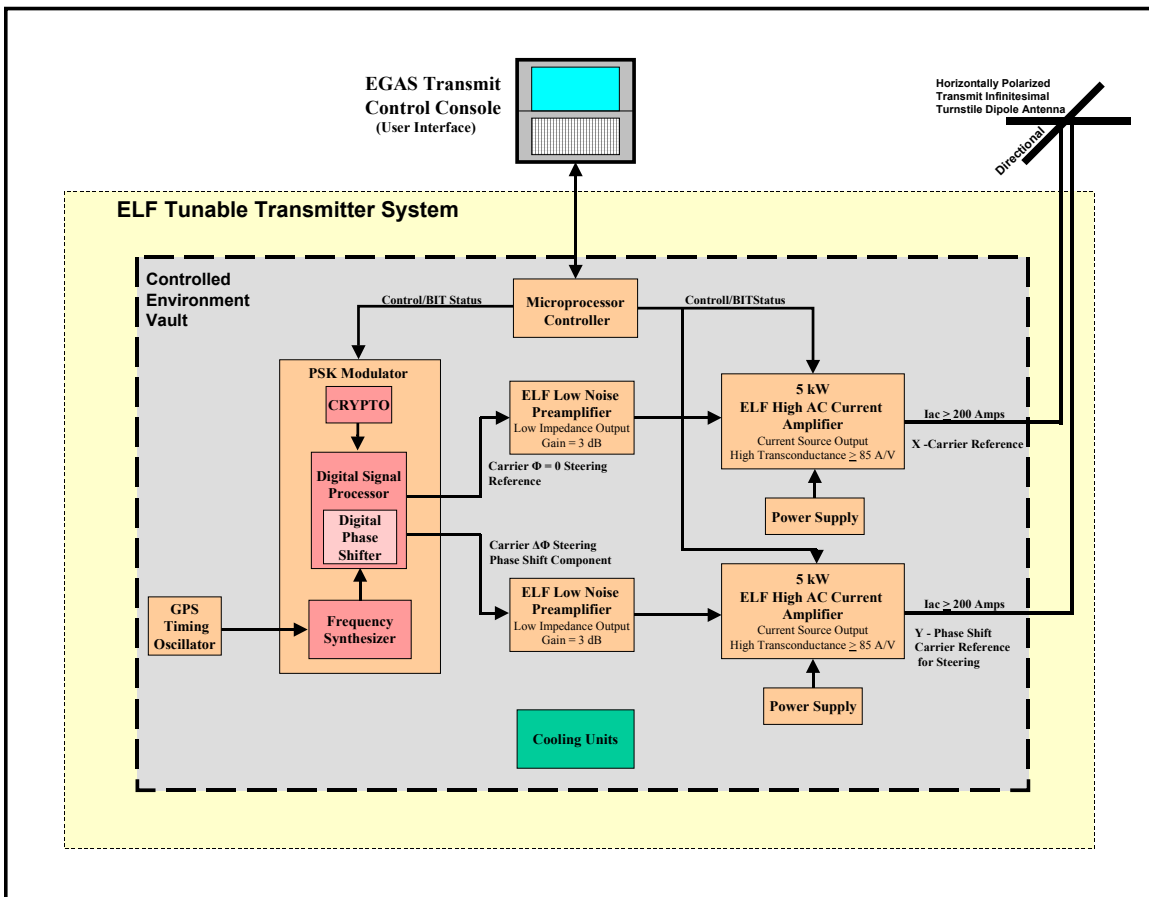 EGAS Transmit
Control Console
(User Interface)
Horizontally Polarized
Transmit Infinitesimal
Turnstile Dipole Antenna
Directional
ELF Tunable Transmitter System
Controlled
Environment
Vault
Control/BIT Status
Microprocessor
Controller
Controll/BITStatus
PSK Modulator
CRYPTO
Digital Signal
Processor
Digital
Phase
Shifter
Frequency
Synthesizer
GPS
Timing
Oscillator
ELF Low Noise
Preamplifier
Low Impedance Output
Gain = 3 dB
Carrier Φ = 0 Steering
Reference
Carrier ΔΦ Steering
Phase Shift Component
ELF Low Noise
Preamplifier
Low Impedance Output
Gain = 3 dB
5 kW
ELF High AC Current
Amplifier
Current Source Output
High Transconductance ≥ 85 A/V
Iac ≥ 200 Amps
X -Carrier Reference
Power Supply
5 kW
ELF High AC Current
Amplifier
Current Source Output
High Transconductance ≥ 85 A/V
Iac ≥ 200 Amps
Y - Phase Shift
Carrier Reference
for Steering
Power Supply
Cooling Units